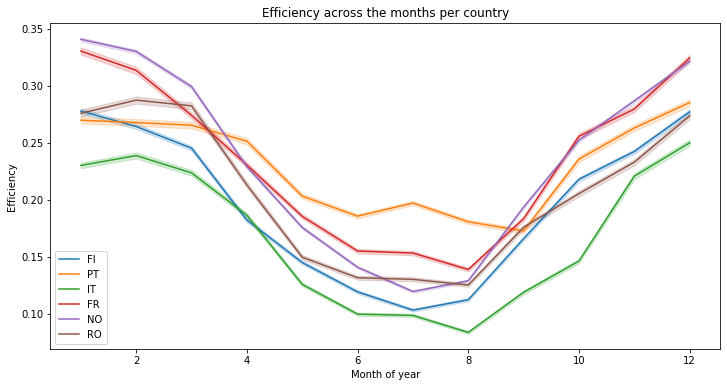 Efficiency across the months per country
Efficiency
0.35
0.30
0.25
0.20
0.15
0.10
FI
PT
IT
FR
NO
RO
2 4 6 8 10 12
Month of year